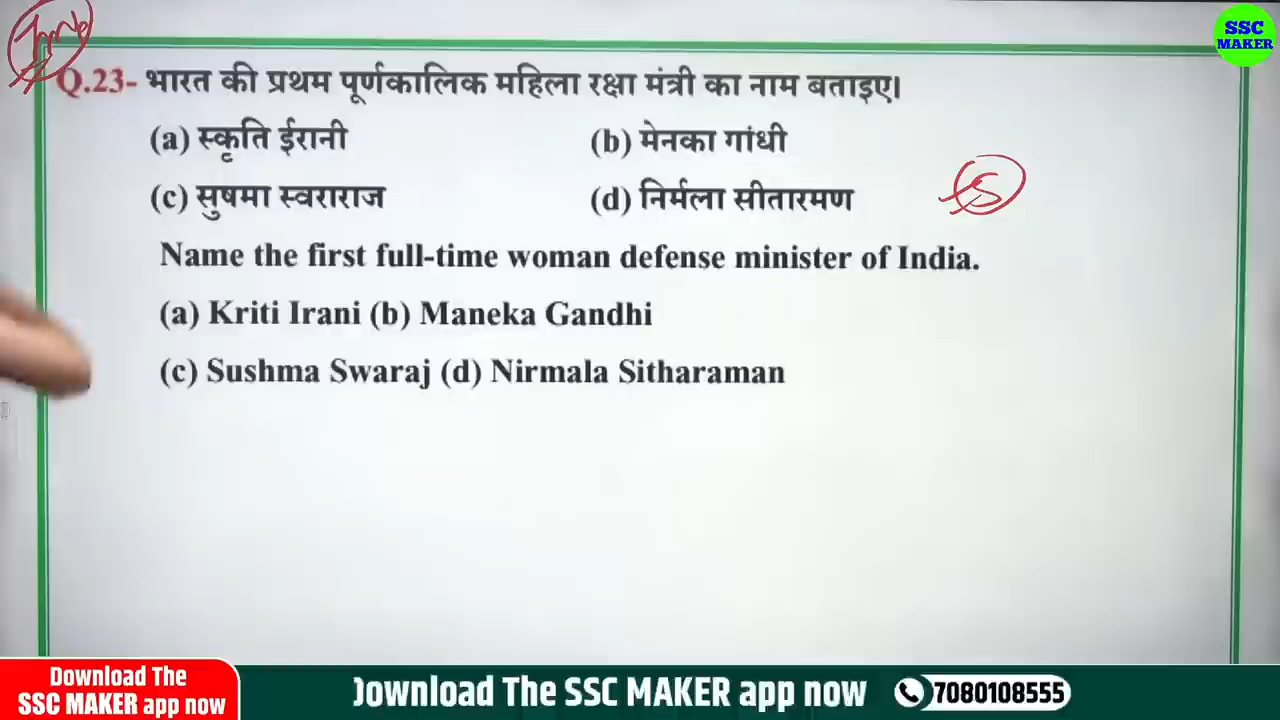 SSC
MAKER
Q.23- भारत की प्रथम पूर्णकालिक महिला रक्षा मंत्री का नाम बताइए।
(a) स्कृति ईरानी (b) मेनका गांधी
(c) सुषमा स्वराराज (d) निर्मला सीतारमण
Name the first full-time woman defense minister of India.
(a) Kriti Irani (b) Maneka Gandhi
(c) Sushma Swaraj (d) Nirmala Sitharaman
Download The
SSC MAKER app now
Download The SSC MAKER app now 7080108555